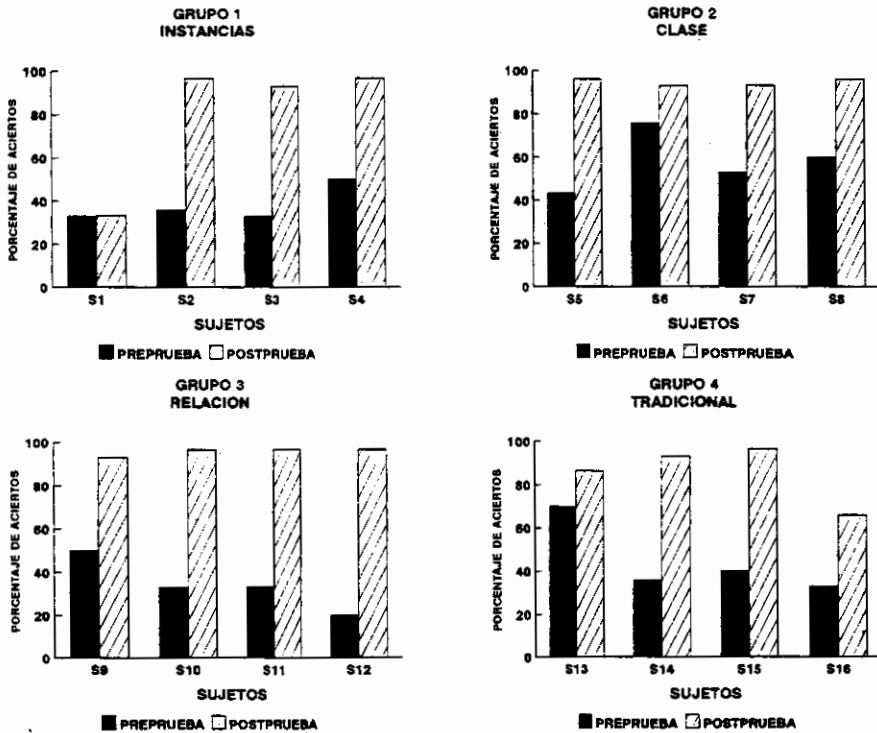 GRUPO 1
INSTANCIAS
PORCENTAJE DE ACIERTOS
100
80
60
40
20
0
S1 S2 S3 S4
SUJETOS
PREPRUEBA POSTPRUEBA
GRUPO 2
CLASE
PORCENTAJE DE ACIERTOS
100
80
60
40
20
0
S5 S6 S7 S8
SUJETOS
PREPRUEBA POSTPRUEBA
GRUPO 3
RELACION
PORCENTAJE DE ACIERTOS
100
80
60
40
20
0
S9 S10 S11 S12
SUJETOS
PREPRUEBA POSTPRUEBA
GRUPO 4
TRADICIONAL
PORCENTAJE DE ACIERTOS
100
80
60
40
20
0
S13 S14 S15 S16
SUJETOS
PREPRUEBA POSTPRUEBA